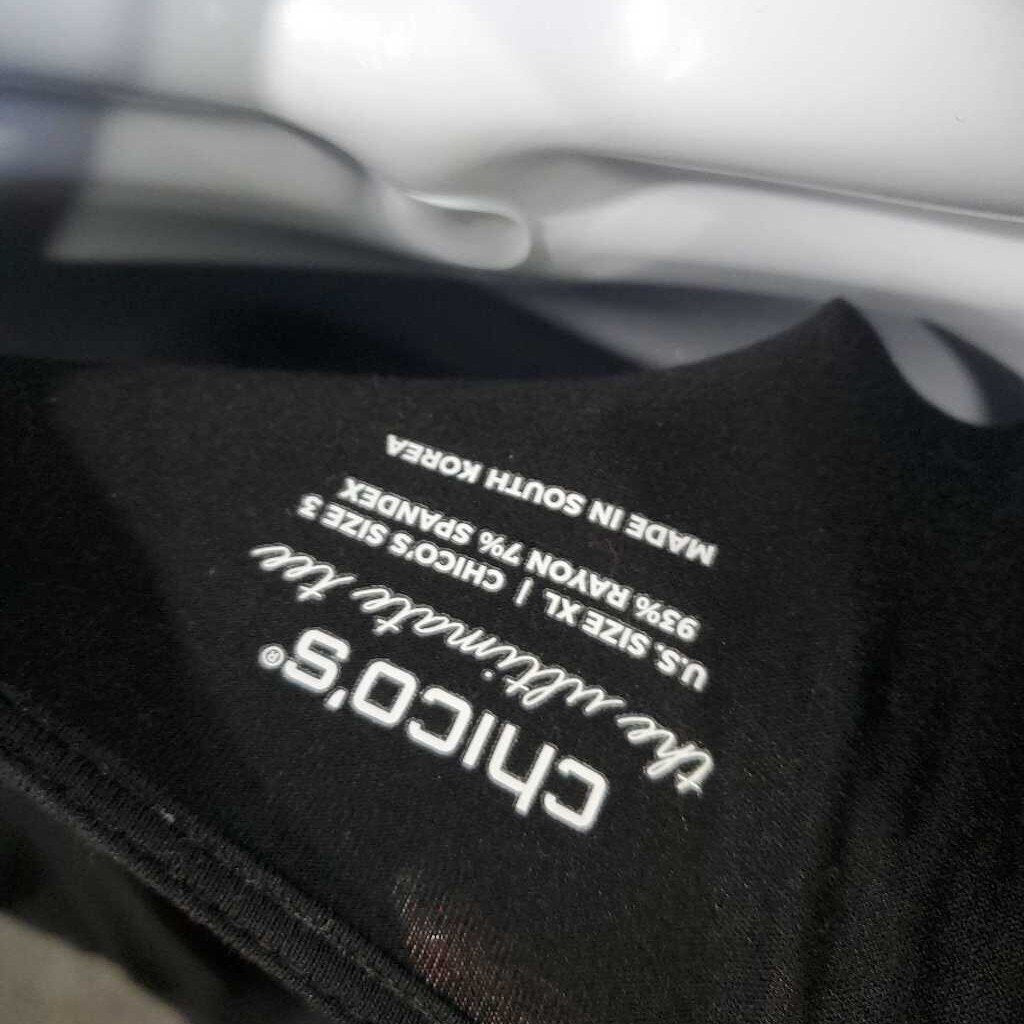 CHICO'S®
the ultimate tee
U.S. SIZE XL | CHICO'S SIZE 3
93% RAYON 7% SPANDEX
MADE IN SOUTH KOREA